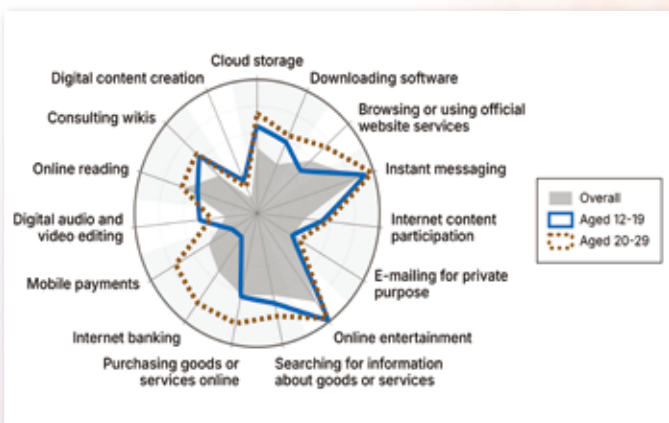 Cloud storage
Downloading software
Browsing or using official
website services
Instant messaging
Internet content
participation
E-mailing for private
purpose
Online entertainment
Searching for information
about goods or services
Purchasing goods or
services online
Internet banking
Mobile payments
Digital audio and
video editing
Online reading
Consulting wikis
Digital content creation
Overall
Aged 12-19
Aged 20-29